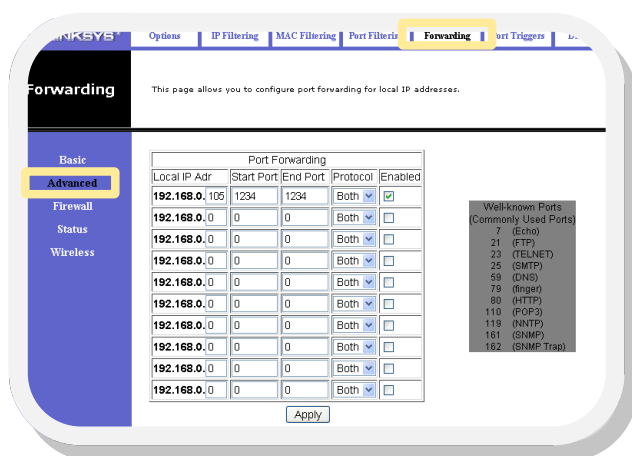 LINKSYS®
Options IP Filtering MAC Filtering Port Filterin Forwarding ort Triggers
Forwarding
This page allows you to configure port forwarding for local IP addresses.
Basic
Advanced
Firewall
Status
Wireless
Port Forwarding
Local IP Adr Start Port End Port Protocol Enabled
192.168.0. 105 1234 1234 Both
192.168.0. 0 0 0 Both
192.168.0. 0 0 0 Both
192.168.0. 0 0 0 Both
192.168.0. 0 0 0 Both
192.168.0. 0 0 0 Both
192.168.0. 0 0 0 Both
192.168.0. 0 0 0 Both
192.168.0. 0 0 0 Both
192.168.0. 0 0 0 Both
Apply
Well-known Ports
(Commonly Used Ports)
7 (Echo)
21 (FTP)
23 (TELNET)
25 (SMTP)
59 (DNS)
79 (finger)
80 (HTTP)
110 (POP3)
119 (NNTP)
161 (SNMP)
162 (SNMP Trap)